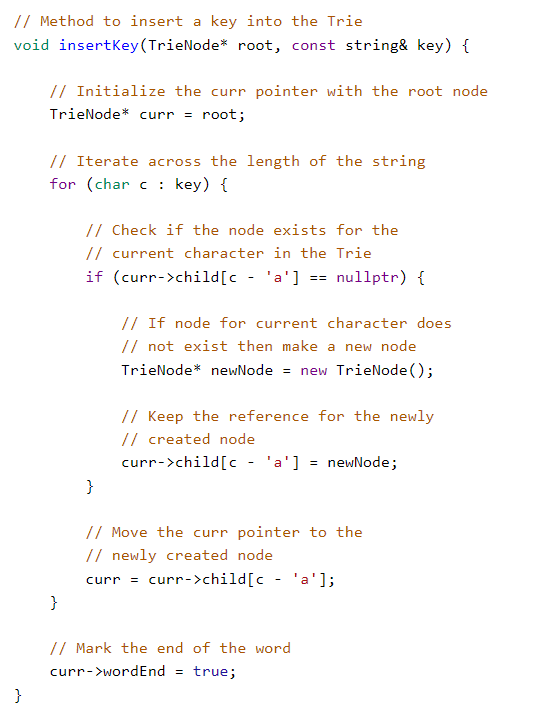 // Method to insert a key into the Trie
void insertKey(TrieNode* root, const string& key) {
    // Initialize the curr pointer with the root node
    TrieNode* curr = root;
    // Iterate across the length of the string
    for (char c : key) {
        // Check if the node exists for the
        // current character in the Trie
        if (curr->child[c - 'a'] == nullptr) {
            // If node for current character does
            // not exist then make a new node
            TrieNode* newNode = new TrieNode();
            // Keep the reference for the newly
            // created node
            curr->child[c - 'a'] = newNode;
        }
        // Move the curr pointer to the
        // newly created node
        curr = curr->child[c - 'a'];
    }
    // Mark the end of the word
    curr->wordEnd = true;
}